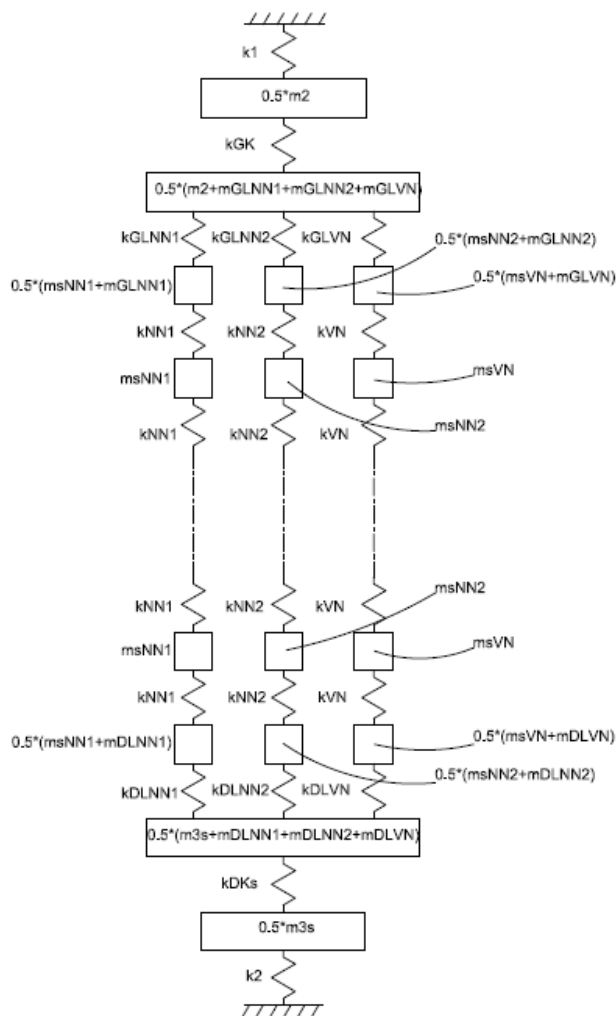 k1
0.5*m2
kGK
0.5*(m2+mGLNN1+mGLNN2+mGLVN)
kGLNN1 kGLNN2 kGLVN
0.5*(msNN2+mGLNN2)
0.5*(msNN1+mGLNN1)
0.5*(msVN+mGLVN)
kNN1 kNN2 kVN
msNN1
msVN
msNN2
kNN1 kNN2 kVN
kNN1 kNN2 kVN
msNN2
msNN1
msVN
kNN1 kNN2 kVN
0.5*(msNN1+mDLNN1)
0.5*(msVN+mDLVN)
0.5*(msNN2+mDLNN2)
kDLNN1 kDLNN2 kDLVN
0.5*(m3s+mDLNN1+mDLNN2+mDLVN)
kDKs
0.5*m3s
k2